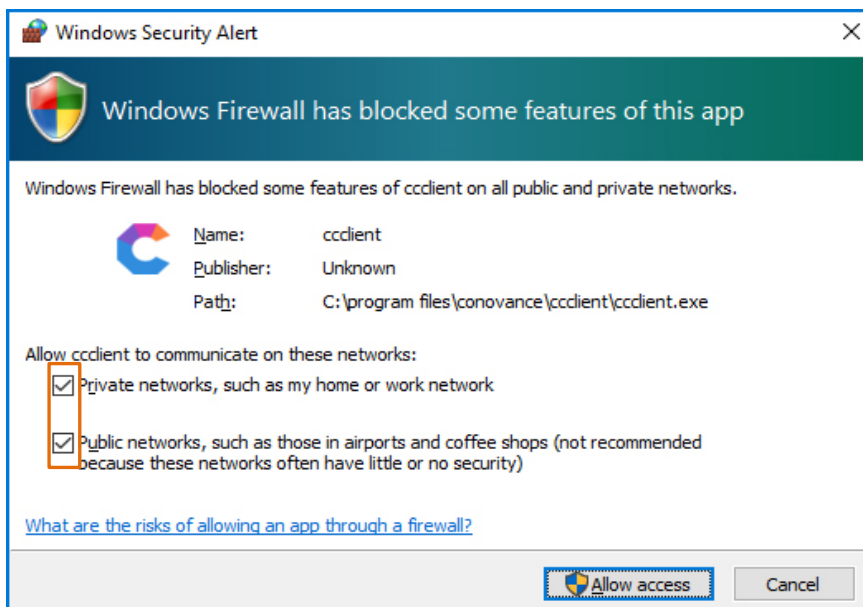 Windows Security Alert
Windows Firewall has blocked some features of this app
Windows Firewall has blocked some features of ccclient on all public and private networks.
Name: ccclient
Publisher: Unknown
Path: C:\program files\conovance\ccclient\ccclient.exe
Allow ccclient to communicate on these networks:
Private networks, such as my home or work network
Public networks, such as those in airports and coffee shops (not recommended
because these networks often have little or no security)
What are the risks of allowing an app through a firewall?
Allow access Cancel